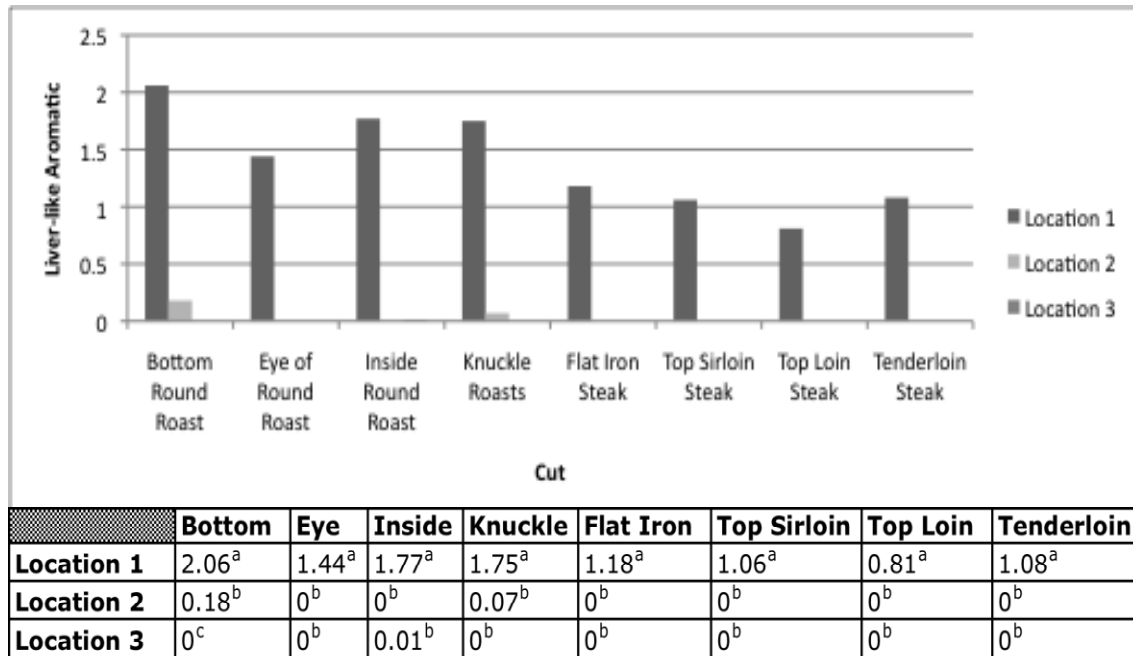 2.5
2
1.5
1
0.5
0
Liver-like Aromatic
Bottom Round Roast
Eye of Round Roast
Inside Round Roast
Knuckle Roasts
Flat Iron Steak
Top Sirloin Steak
Top Loin Steak
Tenderloin Steak
Cut
Location 1
Location 2
Location 3
Bottom Eye Inside Knuckle Flat Iron Top Sirloin Top Loin Tenderloin
Location 1 2.06ᵃ 1.44ᵃ 1.77ᵃ 1.75ᵃ 1.18ᵃ 1.06ᵃ 0.81ᵃ 1.08ᵃ
Location 2 0.18ᵇ 0ᵇ 0ᵇ 0.07ᵇ 0ᵇ 0ᵇ 0ᵇ 0ᵇ
Location 3 0ᶜ 0ᵇ 0.01ᵇ 0ᵇ 0ᵇ 0ᵇ 0ᵇ 0ᵇ